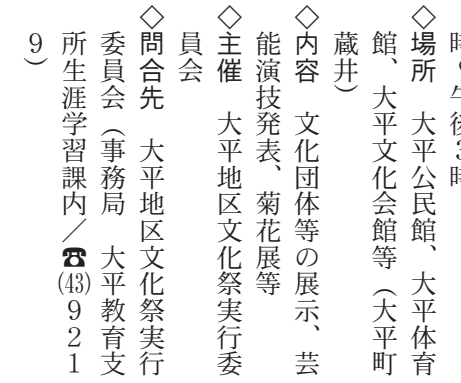 ◇場所　大平公民館、大平体育
館、大平文化会館等（大平町
蔵井）
◇内容　文化団体等の展示、芸
能演技発表、菊花展等
◇主催　大平地区文化祭実行委
員会
◇問合先　大平地区文化祭実行
委員会（事務局　大平教育支
所生涯学習課内／☎(43)921
9）